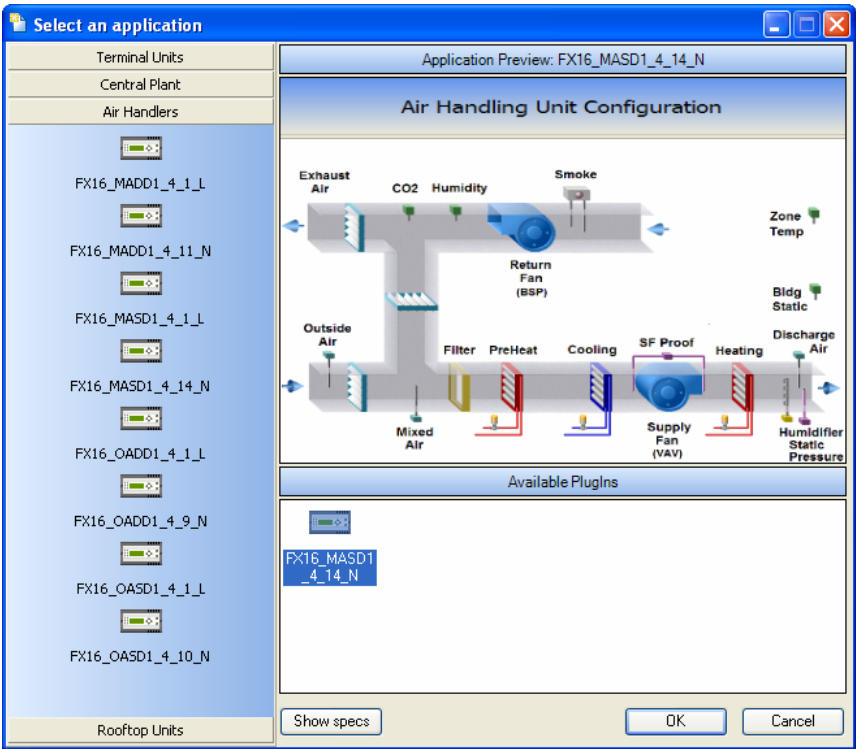 Select an application
Terminal Units
Central Plant
Air Handlers
FX16_MADD1_4_1_L
FX16_MADD1_4_11_N
FX16_MASD1_4_1_L
FX16_MASD1_4_14_N
FX16_OADD1_4_1_L
FX16_OADD1_4_9_N
FX16_OASD1_4_1_L
FX16_OASD1_4_10_N
Rooftop Units
Application Preview: FX16_MASD1_4_14_N
Air Handling Unit Configuration
Exhaust
Air
CO2
Humidity
Smoke
Zone
Temp
Return
Fan
(BSP)
Bldg
Static
Outside
Air
Filter
PreHeat
Cooling
SF Proof
Heating
Discharge
Air
Mixed
Air
Supply
Fan
(VAV)
Humidifier
Static
Pressure
Available PlugIns
FX16_MASD1
_4_14_N
Show specs
OK
Cancel